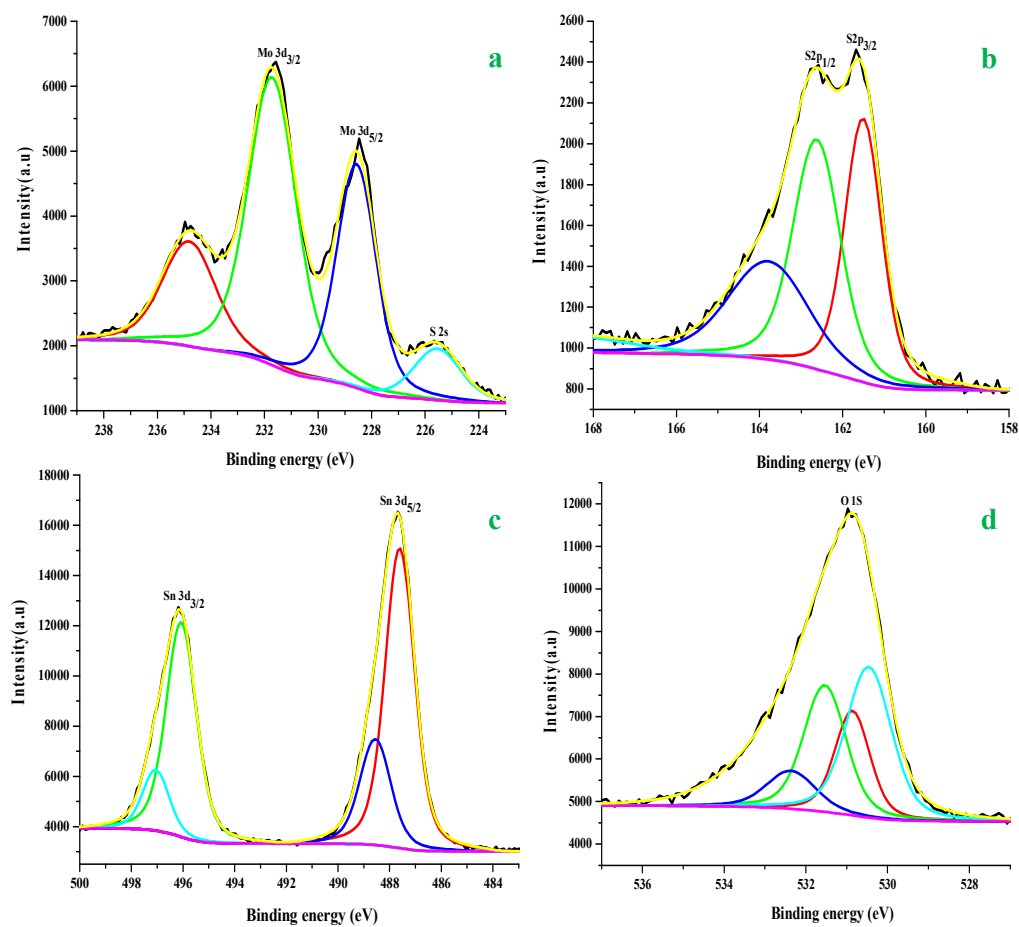 a
Mo 3d3/2
Mo 3d5/2
S 2s
Intensity(a.u)
7000
6000
5000
4000
3000
2000
1000
238 236 234 232 230 228 226 224
Binding energy (eV)
b
S2p1/2
S2p3/2
Intensity(a.u)
2600
2400
2200
2000
1800
1600
1400
1200
1000
800
168 166 164 162 160 158
Binding energy (eV)
c
Sn 3d3/2
Sn 3d5/2
Intensity(a.u)
18000
16000
14000
12000
10000
8000
6000
4000
500 498 496 494 492 490 488 486 484
Binding energy (eV)
d
O 1S
Intensity(a.u)
12000
11000
10000
9000
8000
7000
6000
5000
4000
536 534 532 530 528
Binding energy (eV)